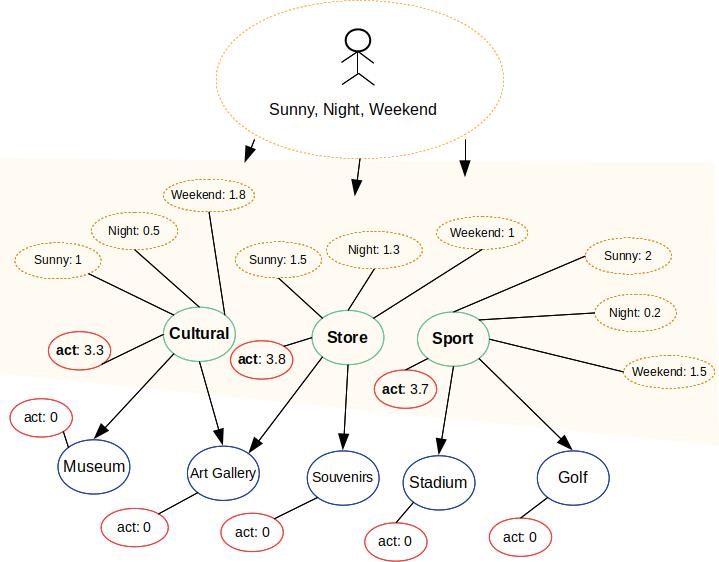 Sunny, Night, Weekend
Weekend: 1.8
Night: 0.5
Sunny: 1
Sunny: 1.5
Night: 1.3
Weekend: 1
Sunny: 2
Night: 0.2
Weekend: 1.5
Cultural
Store
Sport
act: 3.3
act: 3.8
act: 3.7
act: 0
Museum
Art Gallery
Souvenirs
Stadium
Golf
act: 0
act: 0
act: 0
act: 0